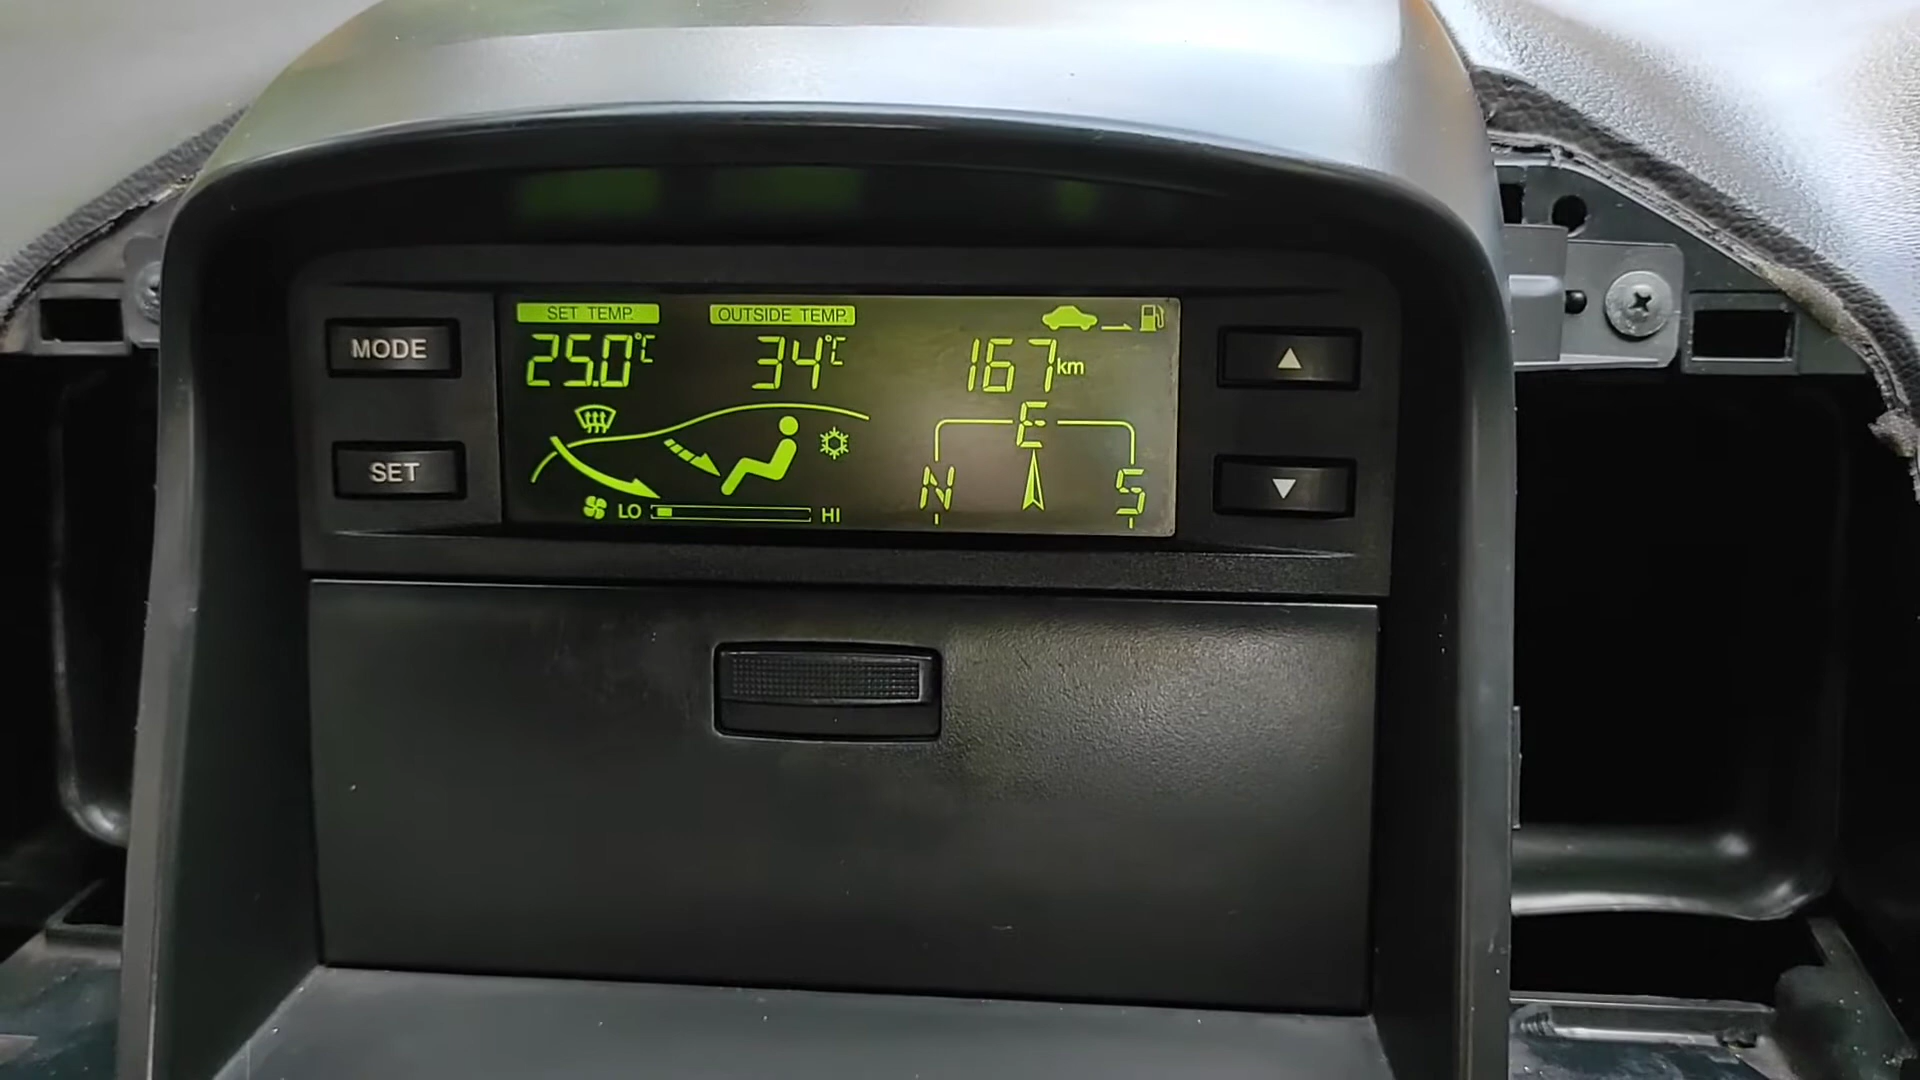 MODE
SET
SET TEMP.
25.0°C
OUTSIDE TEMP.
34°C
167km
E
N
S
LO
HI